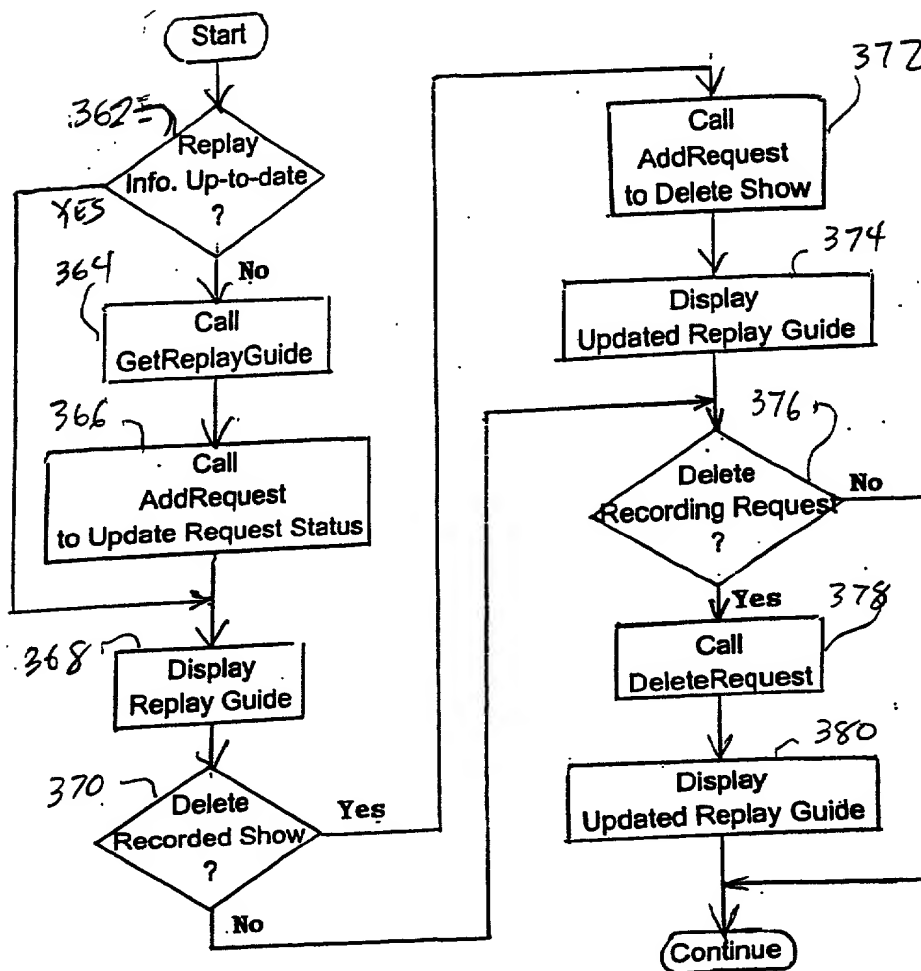 Start
362
Replay
Info. Up-to-date
?
YES
No
364
Call
GetReplayGuide
366
Call
AddRequest
to Update Request Status
368
Display
Replay Guide
370
Delete
Recorded Show
?
Yes
No
372
Call
AddRequest
to Delete Show
374
Display
Updated Replay Guide
376
Delete
Recording Request
?
No
Yes
378
Call
DeleteRequest
380
Display
Updated Replay Guide
Continue